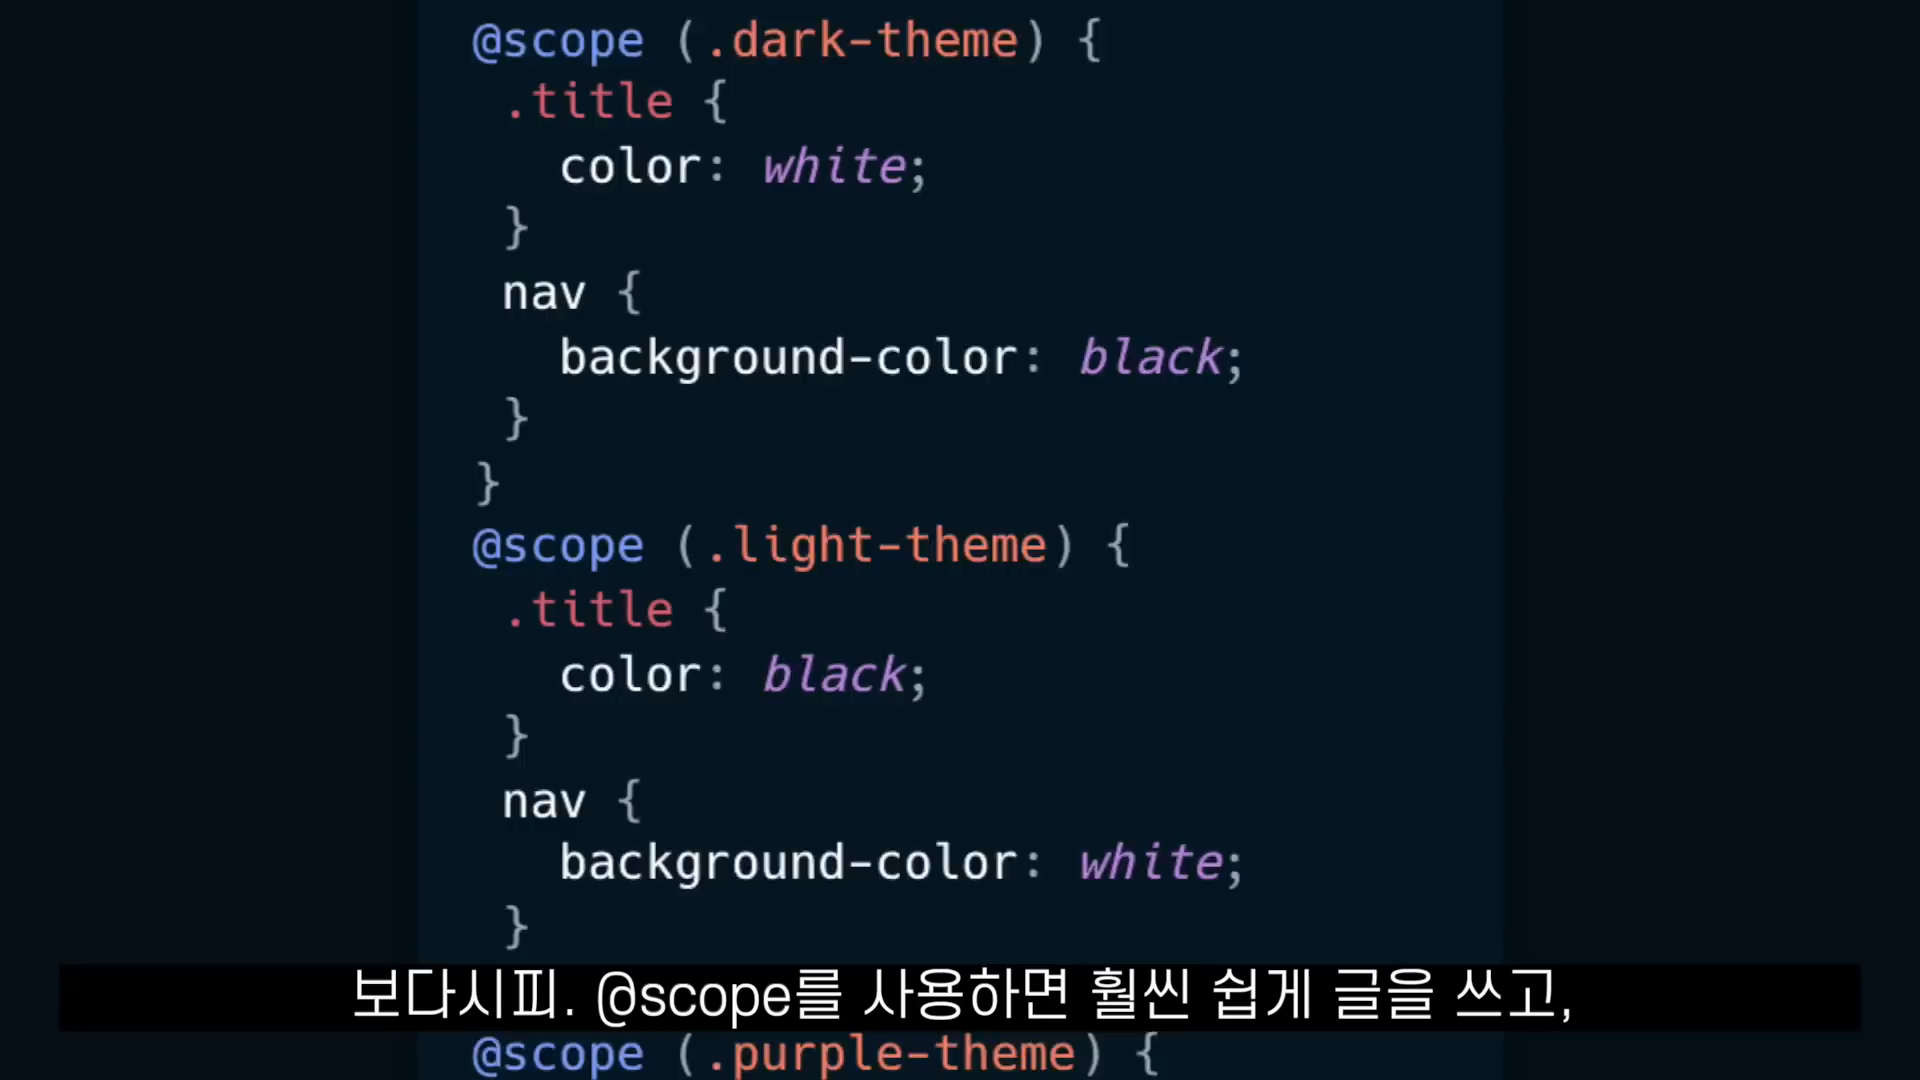 @scope (.dark-theme) {
.title {
color: white;
}
nav {
background-color: black;
}
}
@scope (.light-theme) {
.title {
color: black;
}
nav {
background-color: white;
}
보다시피. @scope를 사용하면 훨씬 쉽게 글을 쓰고,
@scope (.purple-theme) {